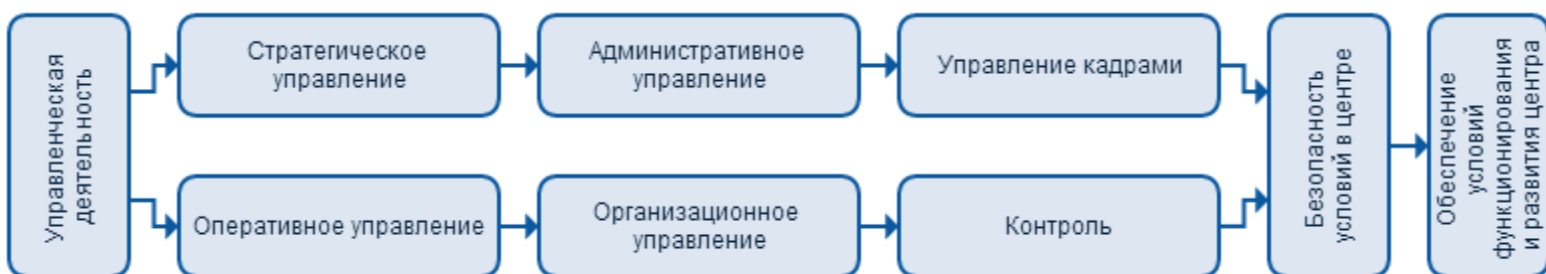 Управленческая
деятельность
Стратегическое
управление
Административное
управление
Управление кадрами
Оперативное управление
Организационное
управление
Контроль
Безопасность
условий в центре
Обеспечение
условий
функционирования
и развития центра